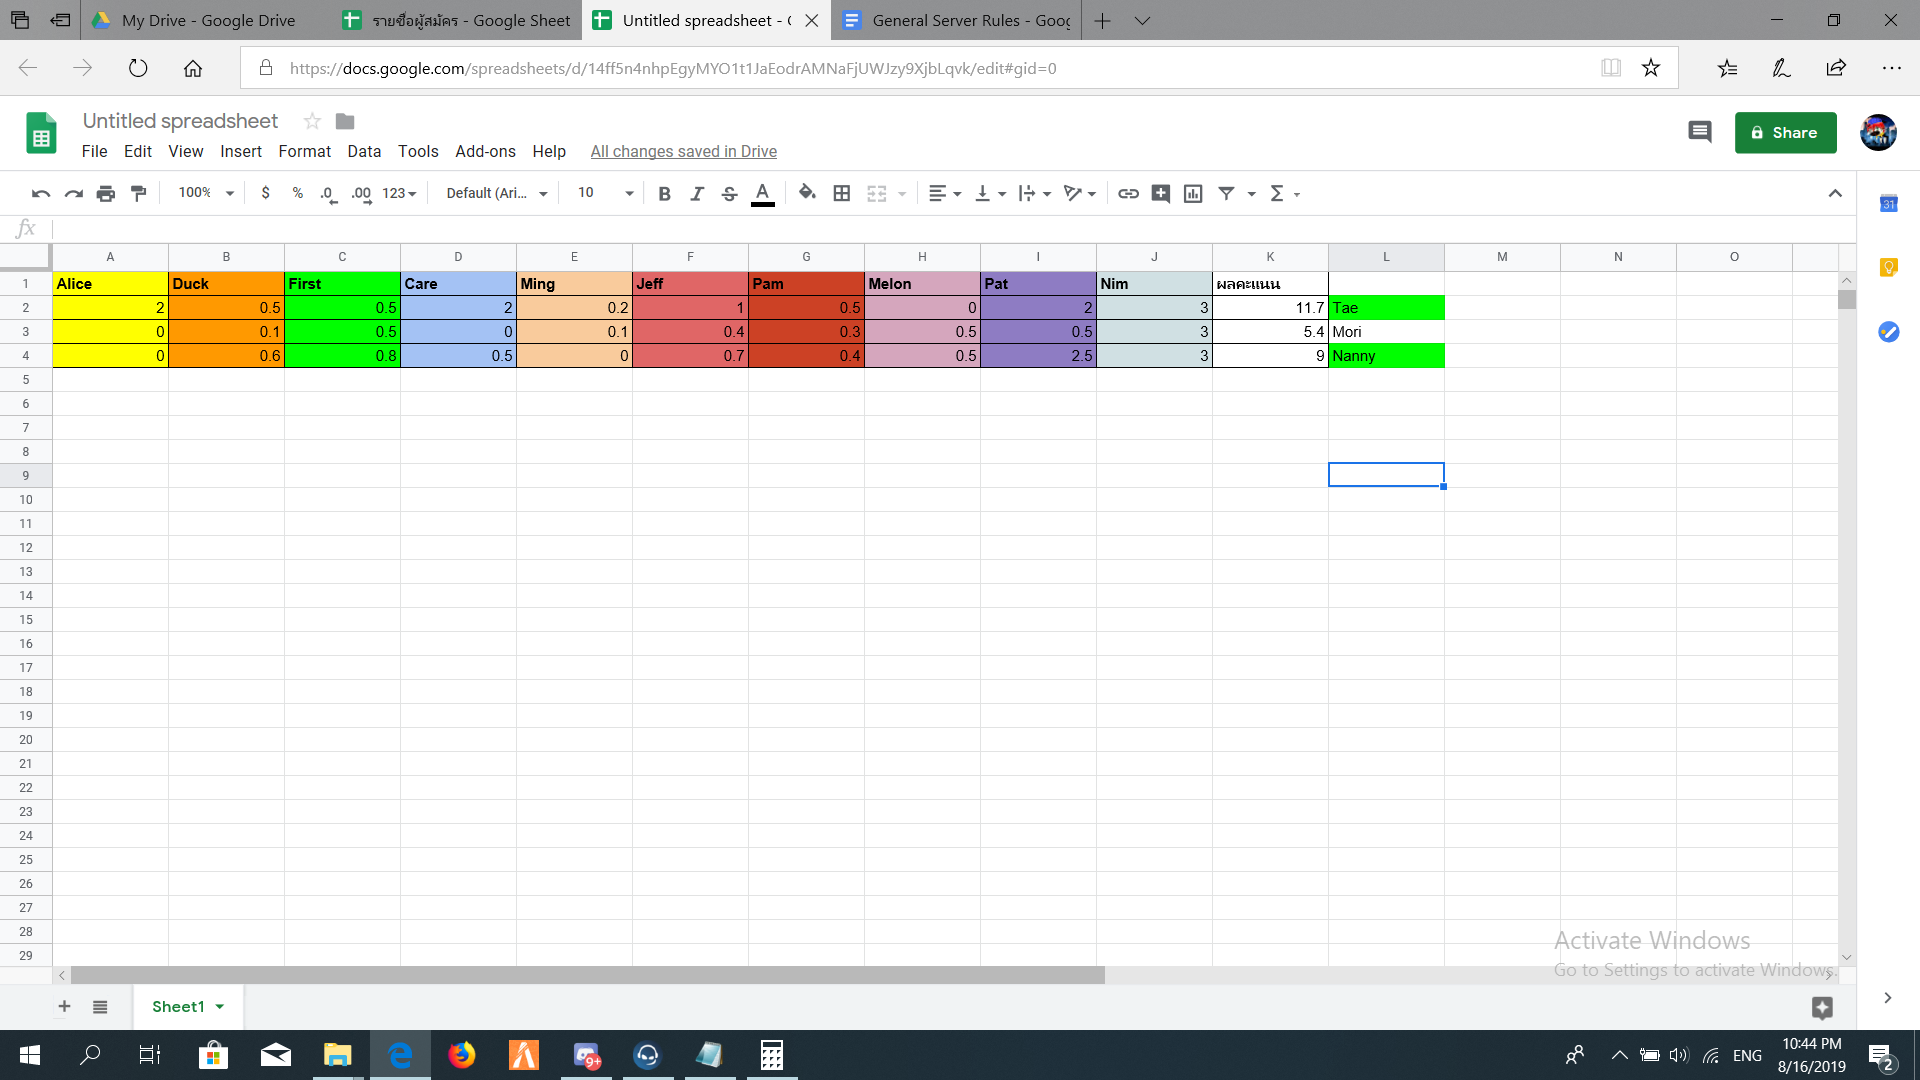 My Drive - Google Drive
รายชื่อผู้สมัคร - Google Sheet
Untitled spreadsheet - G
General Server Rules - Goog
https://docs.google.com/spreadsheets/d/14ff5n4nhpEgyMYO1t1JaEodrAMNaFjUWJzy9XjbLqvk/edit#gid=0
Untitled spreadsheet
Share
File Edit View Insert Format Data Tools Add-ons Help All changes saved in Drive
100% $ % .0 .00 123 Default (Ari... 10 B I S A Σ
31
fx
A B C D E F G H I J K L M N O
1 Alice Duck First Care Ming Jeff Pam Melon Pat Nim ผลคะแนน
2 2 0.5 0.5 2 0.2 1 0.5 0 2 3 11.7 Tae
3 0 0.1 0.5 0 0.1 0.4 0.3 0.5 0.5 3 5.4 Mori
4 0 0.6 0.8 0.5 0 0.7 0.4 0.5 2.5 3 9 Nanny
5
6
7
8
9
10
11
12
13
14
15
16
17
18
19
20
21
22
23
24
25
26
27
28
29
Activate Windows
Go to Settings to activate Windows.
Sheet1
9+
ENG
10:44 PM
8/16/2019
2